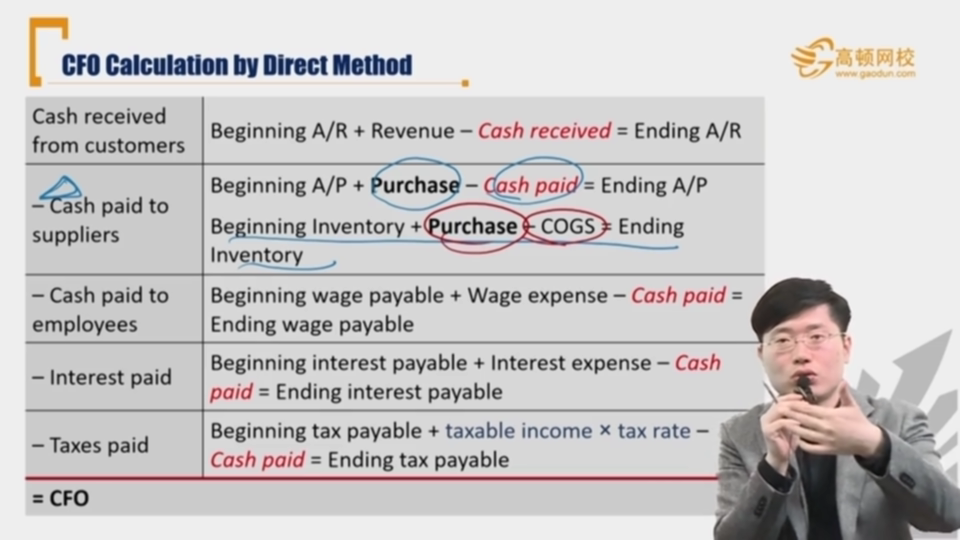 CFO Calculation by Direct Method
高顿网校
www.gaodun.com
Cash received
from customers
Beginning A/R + Revenue – Cash received = Ending A/R
– Cash paid to
suppliers
Beginning A/P + Purchase – Cash paid = Ending A/P
Beginning Inventory + Purchase – COGS = Ending
Inventory
– Cash paid to
employees
Beginning wage payable + Wage expense – Cash paid =
Ending wage payable
– Interest paid
Beginning interest payable + Interest expense – Cash
paid = Ending interest payable
– Taxes paid
Beginning tax payable + taxable income × tax rate –
Cash paid = Ending tax payable
= CFO